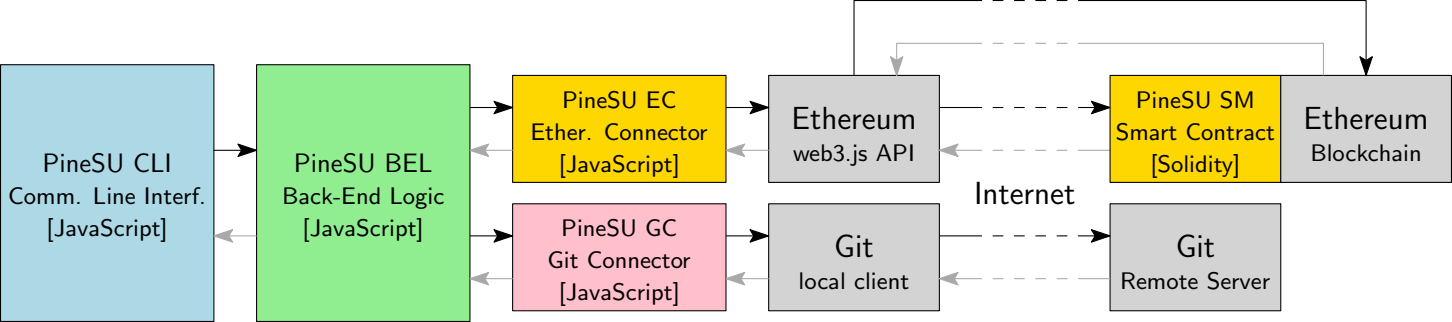 PineSU CLI
Comm. Line Interf.
[JavaScript]
PineSU BEL
Back-End Logic
[JavaScript]
PineSU EC
Ether. Connector
[JavaScript]
Ethereum
web3.js API
PineSU SM
Smart Contract
[Solidity]
Ethereum
Blockchain
Internet
PineSU GC
Git Connector
[JavaScript]
Git
local client
Git
Remote Server